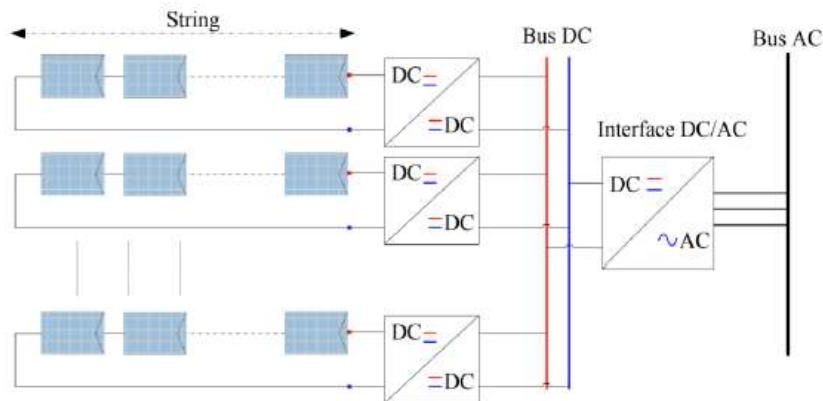 String
Bus DC
Bus AC
DC
DC
Interface DC/AC
DC
DC
DC
AC
DC
DC